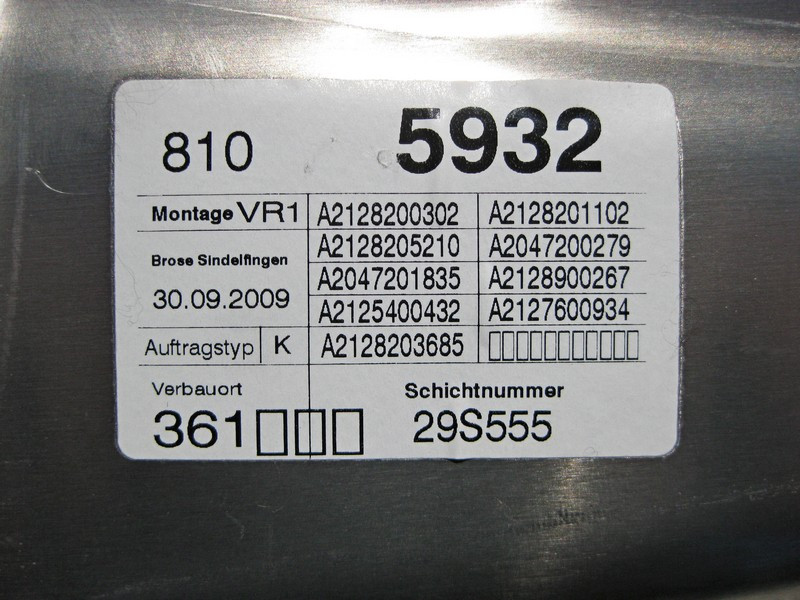 810 5932
Montage VR1 A2128200302 A2128201102
A2128205210 A2047200279
Brose Sindelfingen
A2047201835 A2128900267
30.09.2009
A2125400432 A2127600934
Auftragstyp K A2128203685 ▯▯▯▯▯▯▯▯▯▯▯
Verbauort Schichtnummer
361▯▯▯ 29S555